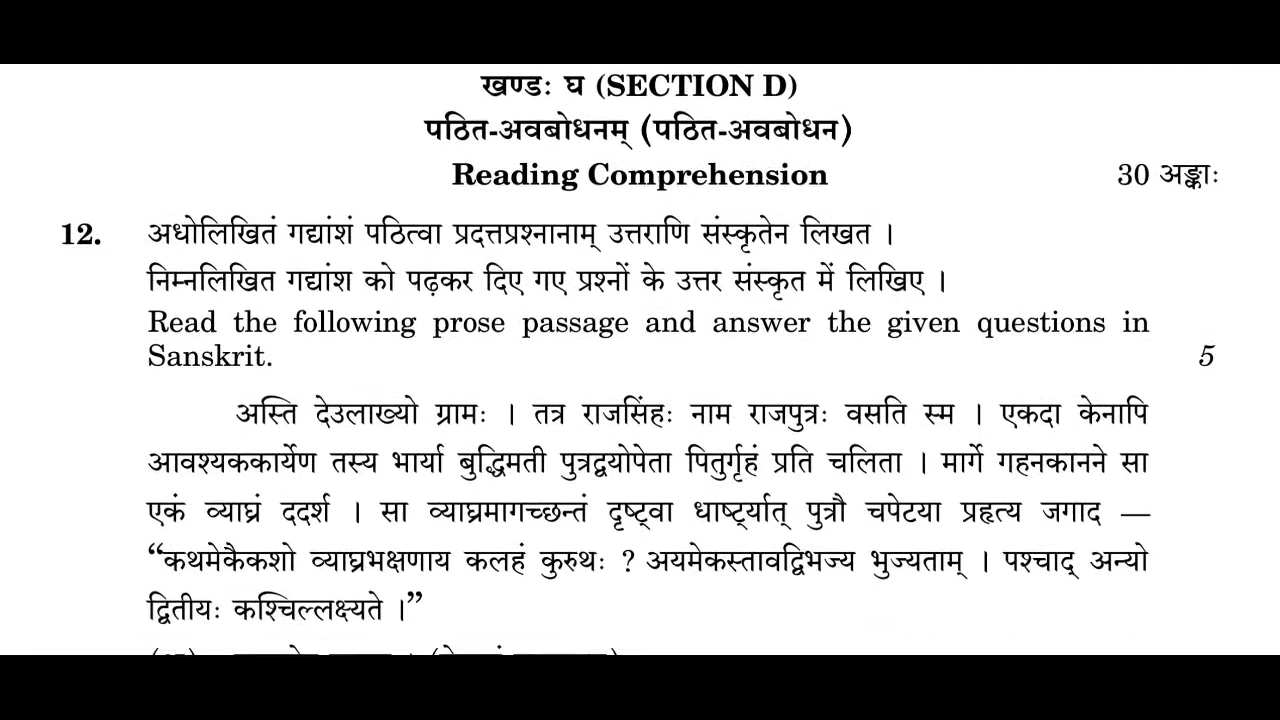 खण्डः घ (SECTION D)
पठित-अवबोधनम् (पठित-अवबोधन)
Reading Comprehension 30 अङ्काः
12. अधोलिखितं गद्यांशं पठित्वा प्रदत्तप्रश्नानाम् उत्तराणि संस्कृतेन लिखत ।
निम्नलिखित गद्यांश को पढ़कर दिए गए प्रश्नों के उत्तर संस्कृत में लिखिए ।
Read the following prose passage and answer the given questions in
Sanskrit. 5
अस्ति देउलाख्यो ग्रामः । तत्र राजसिंहः नाम राजपुत्रः वसति स्म । एकदा केनापि
आवश्यककार्येण तस्य भार्या बुद्धिमती पुत्रद्वयोपेता पितुर्गृहं प्रति चलिता । मार्गे गहनकानने सा
एकं व्याघ्रं ददर्श । सा व्याघ्रमागच्छन्तं दृष्ट्वा धार्ष्ट्यात् पुत्रौ चपेटया प्रहृत्य जगाद —
“कथमेकैकशो व्याघ्रभक्षणाय कलहं कुरुथः ? अयमेकस्तावद्विभज्य भुज्यताम् । पश्चाद् अन्यो
द्वितीयः कश्चिल्लक्ष्यते ।”